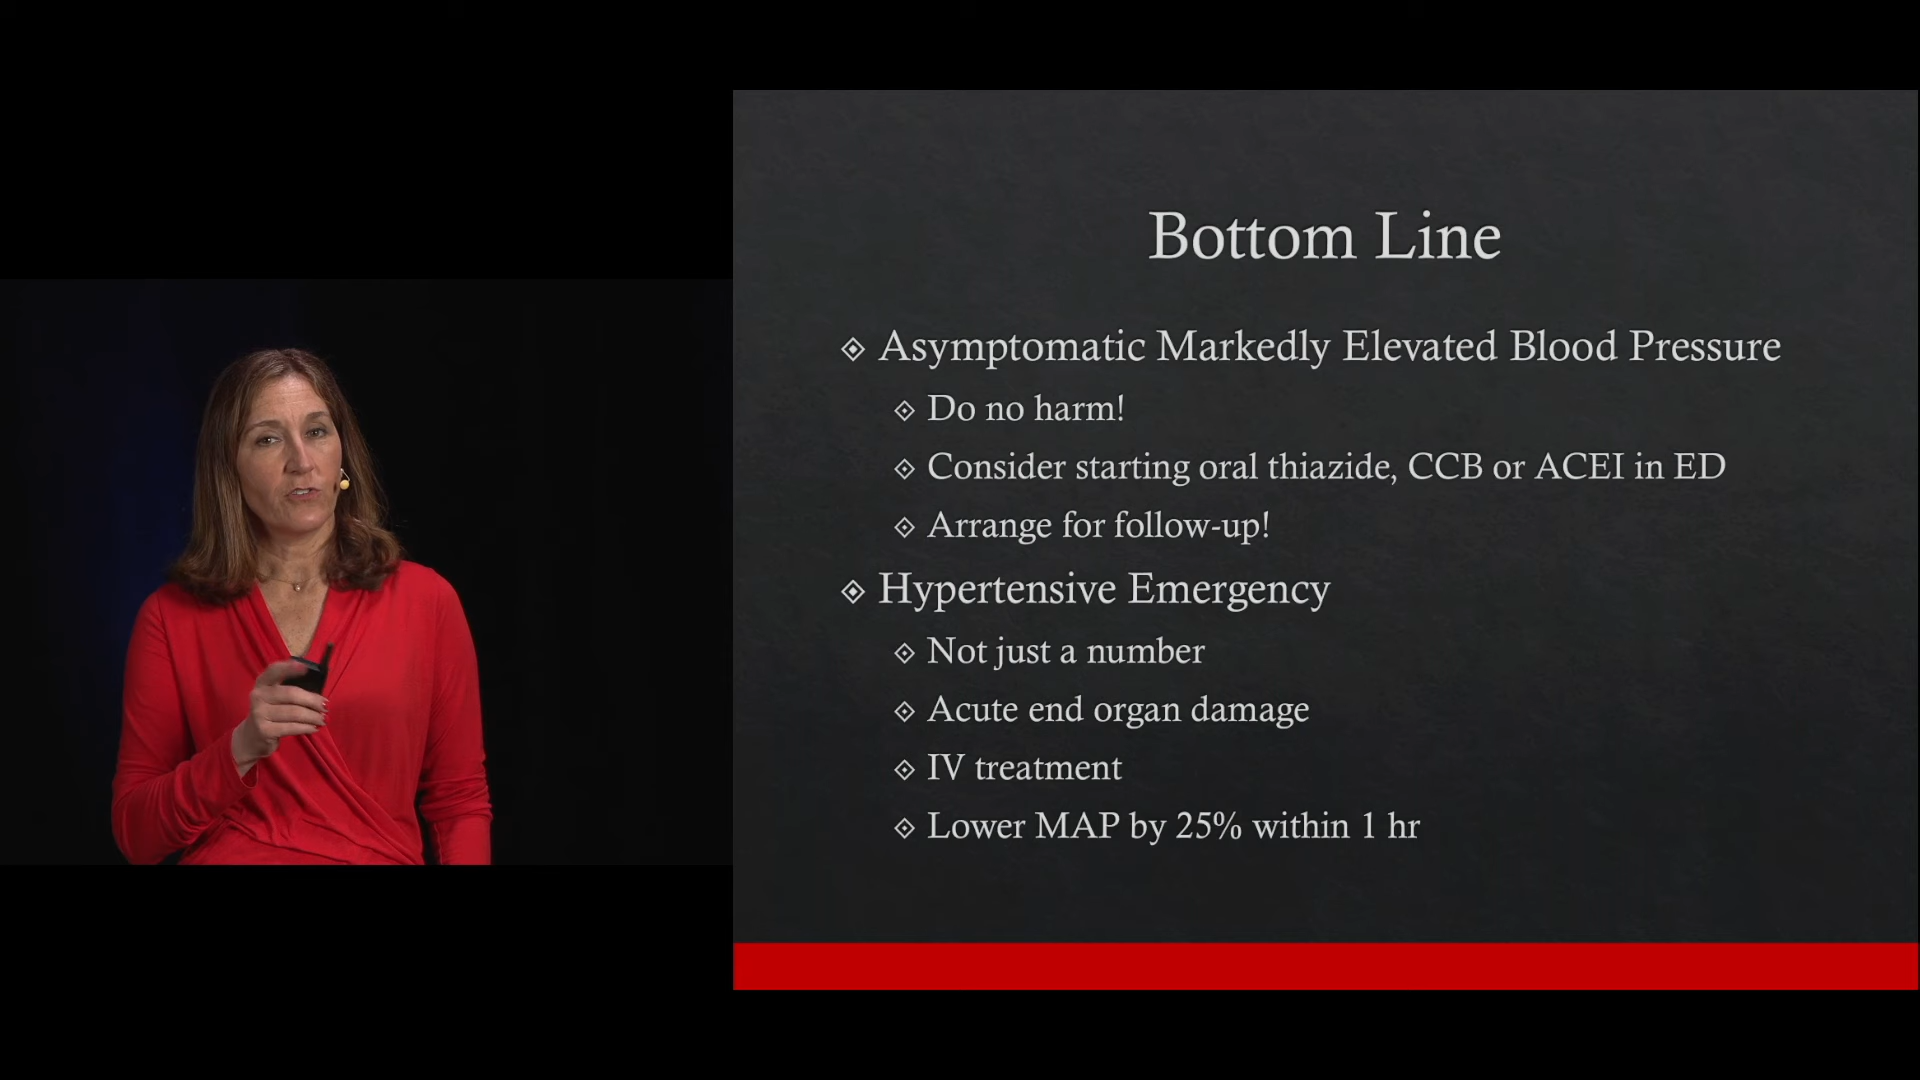 Bottom Line
Asymptomatic Markedly Elevated Blood Pressure
Do no harm!
Consider starting oral thiazide, CCB or ACEI in ED
Arrange for follow-up!
Hypertensive Emergency
Not just a number
Acute end organ damage
IV treatment
Lower MAP by 25% within 1 hr